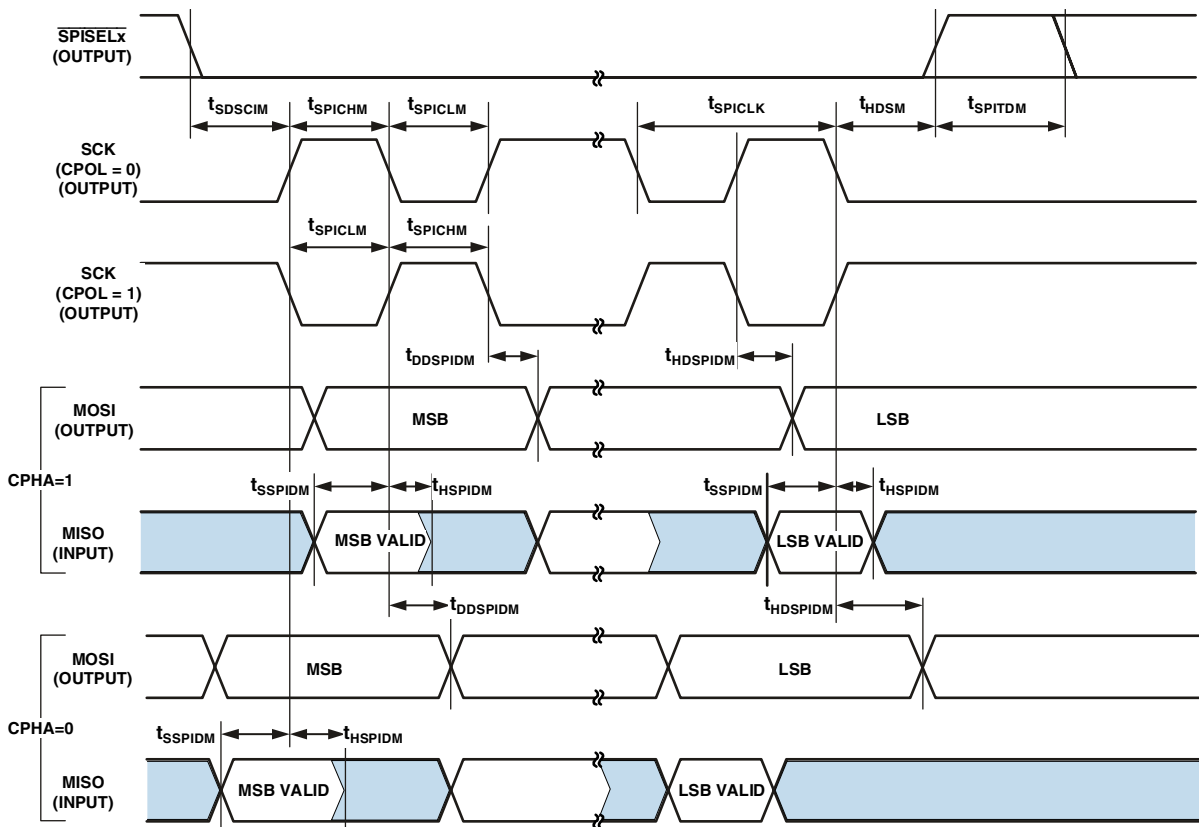 SPISELx
(OUTPUT)
tSDSCIM
tSPICHM
tSPICLM
tSPICLK
tHDSM
tSPITDM
SCK
(CPOL = 0)
(OUTPUT)
tSPICLM
tSPICHM
SCK
(CPOL = 1)
(OUTPUT)
tDDSPIDM
tHDSPIDM
CPHA=1
MOSI
(OUTPUT)
MSB
LSB
tSSPIDM
tHSPIDM
tSSPIDM
tHSPIDM
MISO
(INPUT)
MSB VALID
LSB VALID
tDDSPIDM
tHDSPIDM
CPHA=0
MOSI
(OUTPUT)
MSB
LSB
tSSPIDM
tHSPIDM
MISO
(INPUT)
MSB VALID
LSB VALID